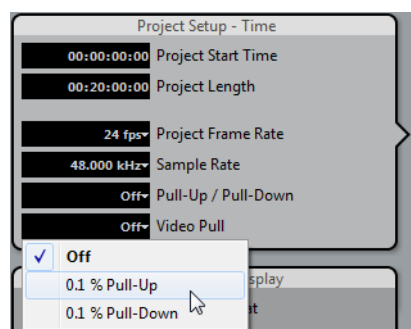 Project Setup - Time
00:00:00:00 Project Start Time
00:20:00:00 Project Length
24 fps Project Frame Rate
48.000 kHz Sample Rate
Off Pull-Up / Pull-Down
Off Video Pull
Off
0.1 % Pull-Up
splay
0.1 % Pull-Down
at